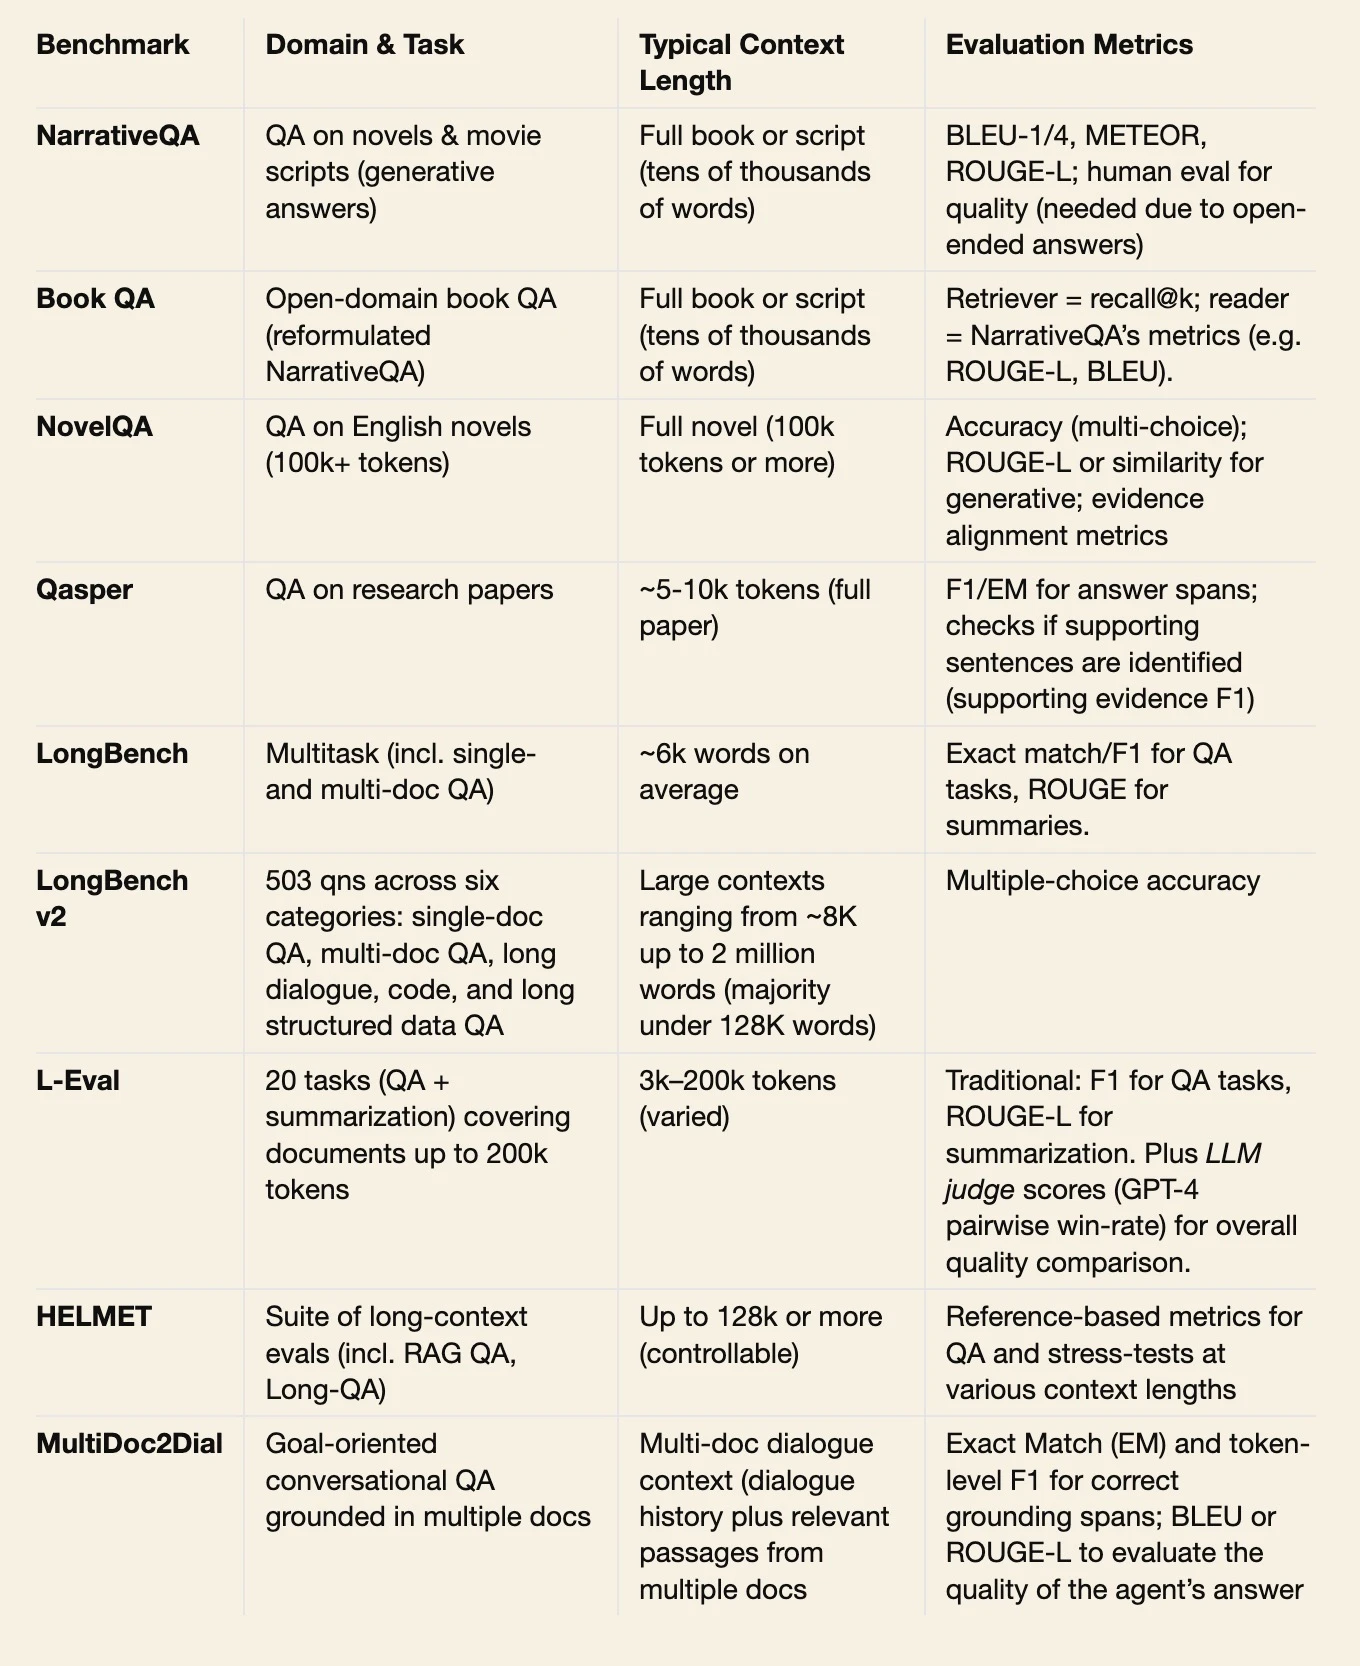 Benchmark
Domain & Task
Typical Context
Length
Evaluation Metrics
NarrativeQA
QA on novels & movie
scripts (generative
answers)
Full book or script
(tens of thousands
of words)
BLEU-1/4, METEOR,
ROUGE-L; human eval for
quality (needed due to open-
ended answers)
Book QA
Open-domain book QA
(reformulated
NarrativeQA)
Full book or script
(tens of thousands
of words)
Retriever = recall@k; reader
= NarrativeQA’s metrics (e.g.
ROUGE-L, BLEU).
NovelQA
QA on English novels
(100k+ tokens)
Full novel (100k
tokens or more)
Accuracy (multi-choice);
ROUGE-L or similarity for
generative; evidence
alignment metrics
Qasper
QA on research papers
~5-10k tokens (full
paper)
F1/EM for answer spans;
checks if supporting
sentences are identified
(supporting evidence F1)
LongBench
Multitask (incl. single-
and multi-doc QA)
~6k words on
average
Exact match/F1 for QA
tasks, ROUGE for
summaries.
LongBench
v2
503 qns across six
categories: single-doc
QA, multi-doc QA, long
dialogue, code, and long
structured data QA
Large contexts
ranging from ~8K
up to 2 million
words (majority
under 128K words)
Multiple-choice accuracy
L-Eval
20 tasks (QA +
summarization) covering
documents up to 200k
tokens
3k–200k tokens
(varied)
Traditional: F1 for QA tasks,
ROUGE-L for
summarization. Plus LLM
judge scores (GPT-4
pairwise win-rate) for overall
quality comparison.
HELMET
Suite of long-context
evals (incl. RAG QA,
Long-QA)
Up to 128k or more
(controllable)
Reference-based metrics for
QA and stress-tests at
various context lengths
MultiDoc2Dial
Goal-oriented
conversational QA
grounded in multiple docs
Multi-doc dialogue
context (dialogue
history plus relevant
passages from
multiple docs
Exact Match (EM) and token-
level F1 for correct
grounding spans; BLEU or
ROUGE-L to evaluate the
quality of the agent’s answer